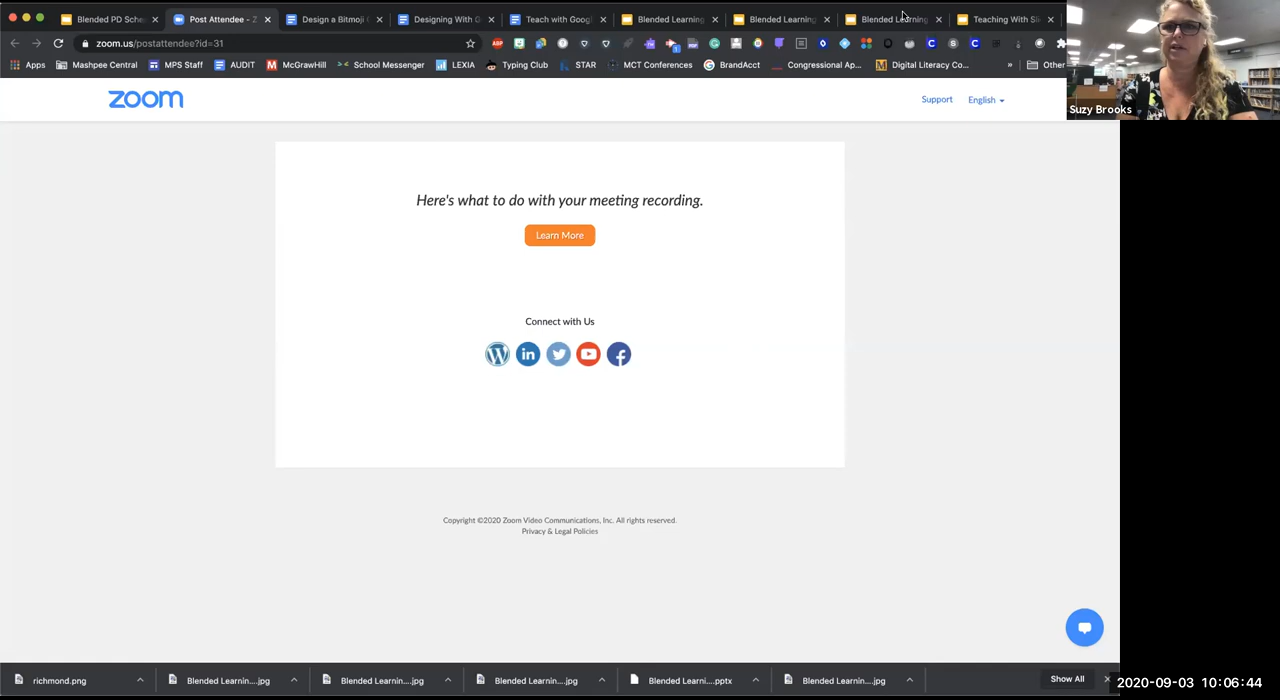 Blended PD Sche
Post Attendee - Z
Design a Bitmoji
Designing With G
Teach with Googl
Blended Learning
Blended Learning
Blended Learning
Teaching With Sli
zoom.us/postattendee?id=31
Apps
Mashpee Central
MPS Staff
AUDIT
McGrawHill
School Messenger
LEXIA
Typing Club
STAR
MCT Conferences
BrandAcct
Congressional Ap...
Digital Literacy Co...
»
Other
zoom
Support
English
Suzy Brooks
Here's what to do with your meeting recording.
Learn More
Connect with Us
Copyright ©2020 Zoom Video Communications, Inc. All rights reserved.
Privacy & Legal Policies
richmond.png
Blended Learnin....jpg
Blended Learnin....jpg
Blended Learnin....jpg
Blended Learni....pptx
Blended Learnin....jpg
Show All
2020-09-03 10:06:44